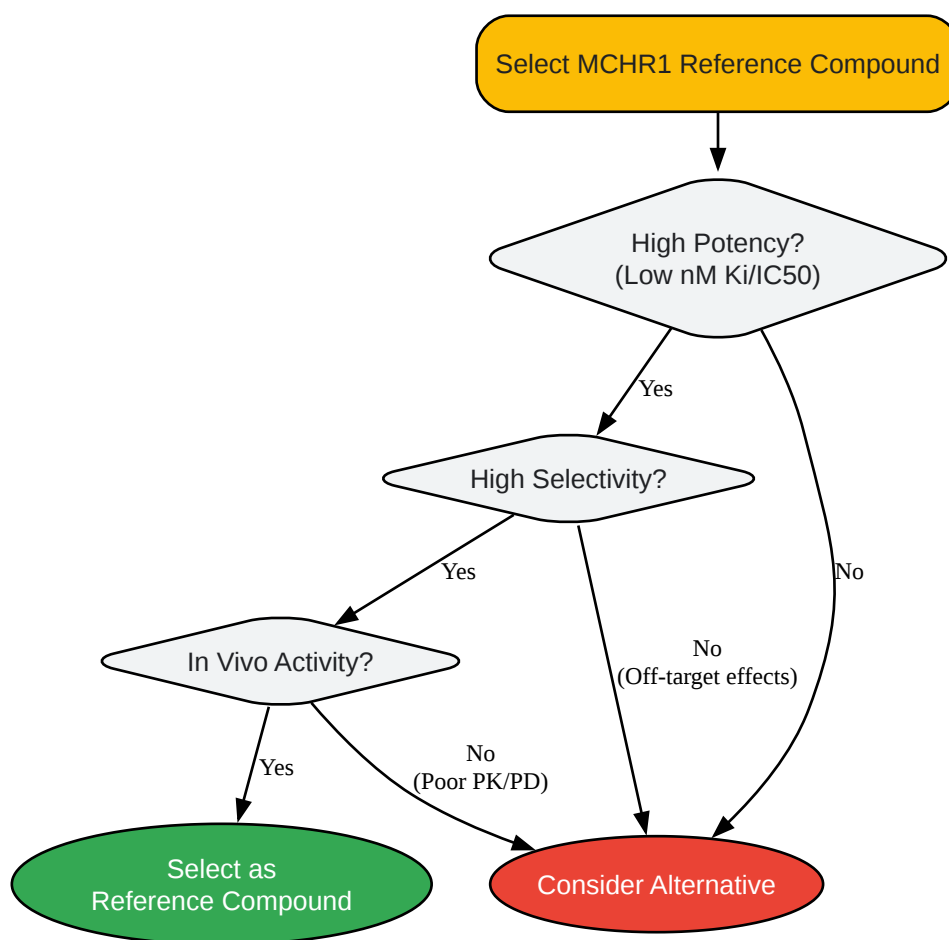 Select MCHR1 Reference Compound
High Potency?
(Low nM Ki/IC50)
Yes
High Selectivity?
Yes
No
No
(Off-target effects)
In Vivo Activity?
Yes
No
(Poor PK/PD)
Select as
Reference Compound
Consider Alternative